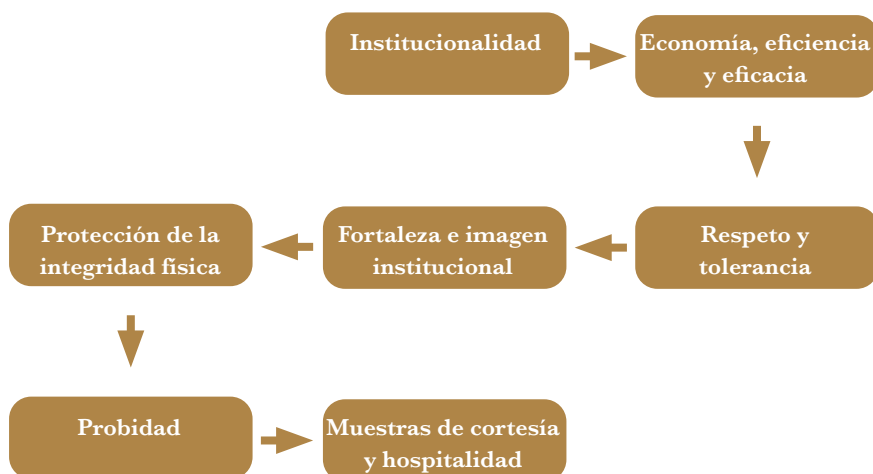 Institucionalidad
Economía, eficiencia
y eficacia
Respeto y
tolerancia
Fortaleza e imagen
institucional
Protección de la
integridad física
Probidad
Muestras de cortesía
y hospitalidad